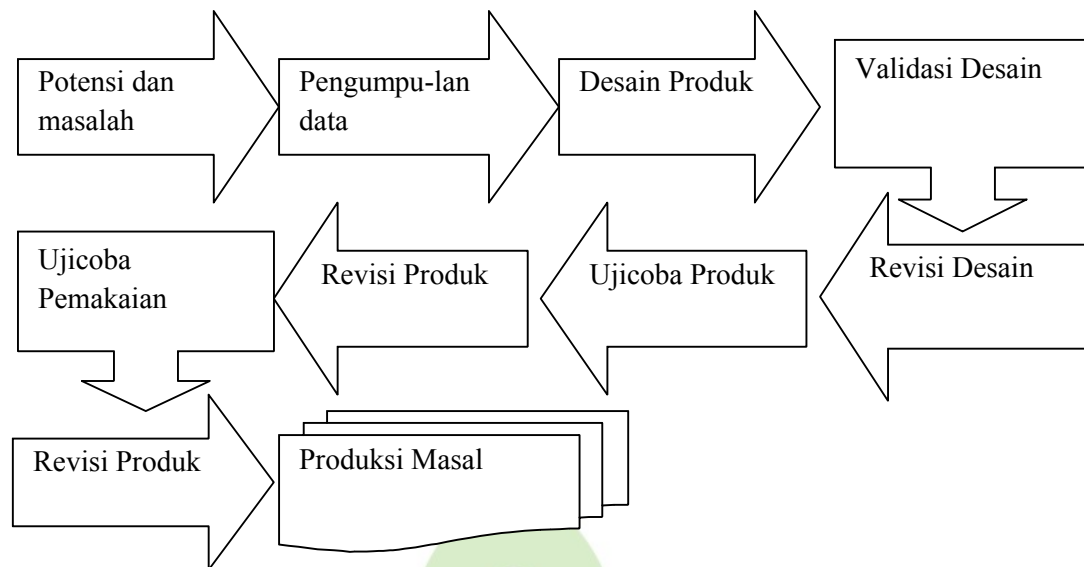 Potensi dan
masalah
Pengumpu-lan
data
Desain Produk
Validasi Desain
Revisi Desain
Ujicoba Produk
Revisi Produk
Ujicoba
Pemakaian
Revisi Produk
Produksi Masal